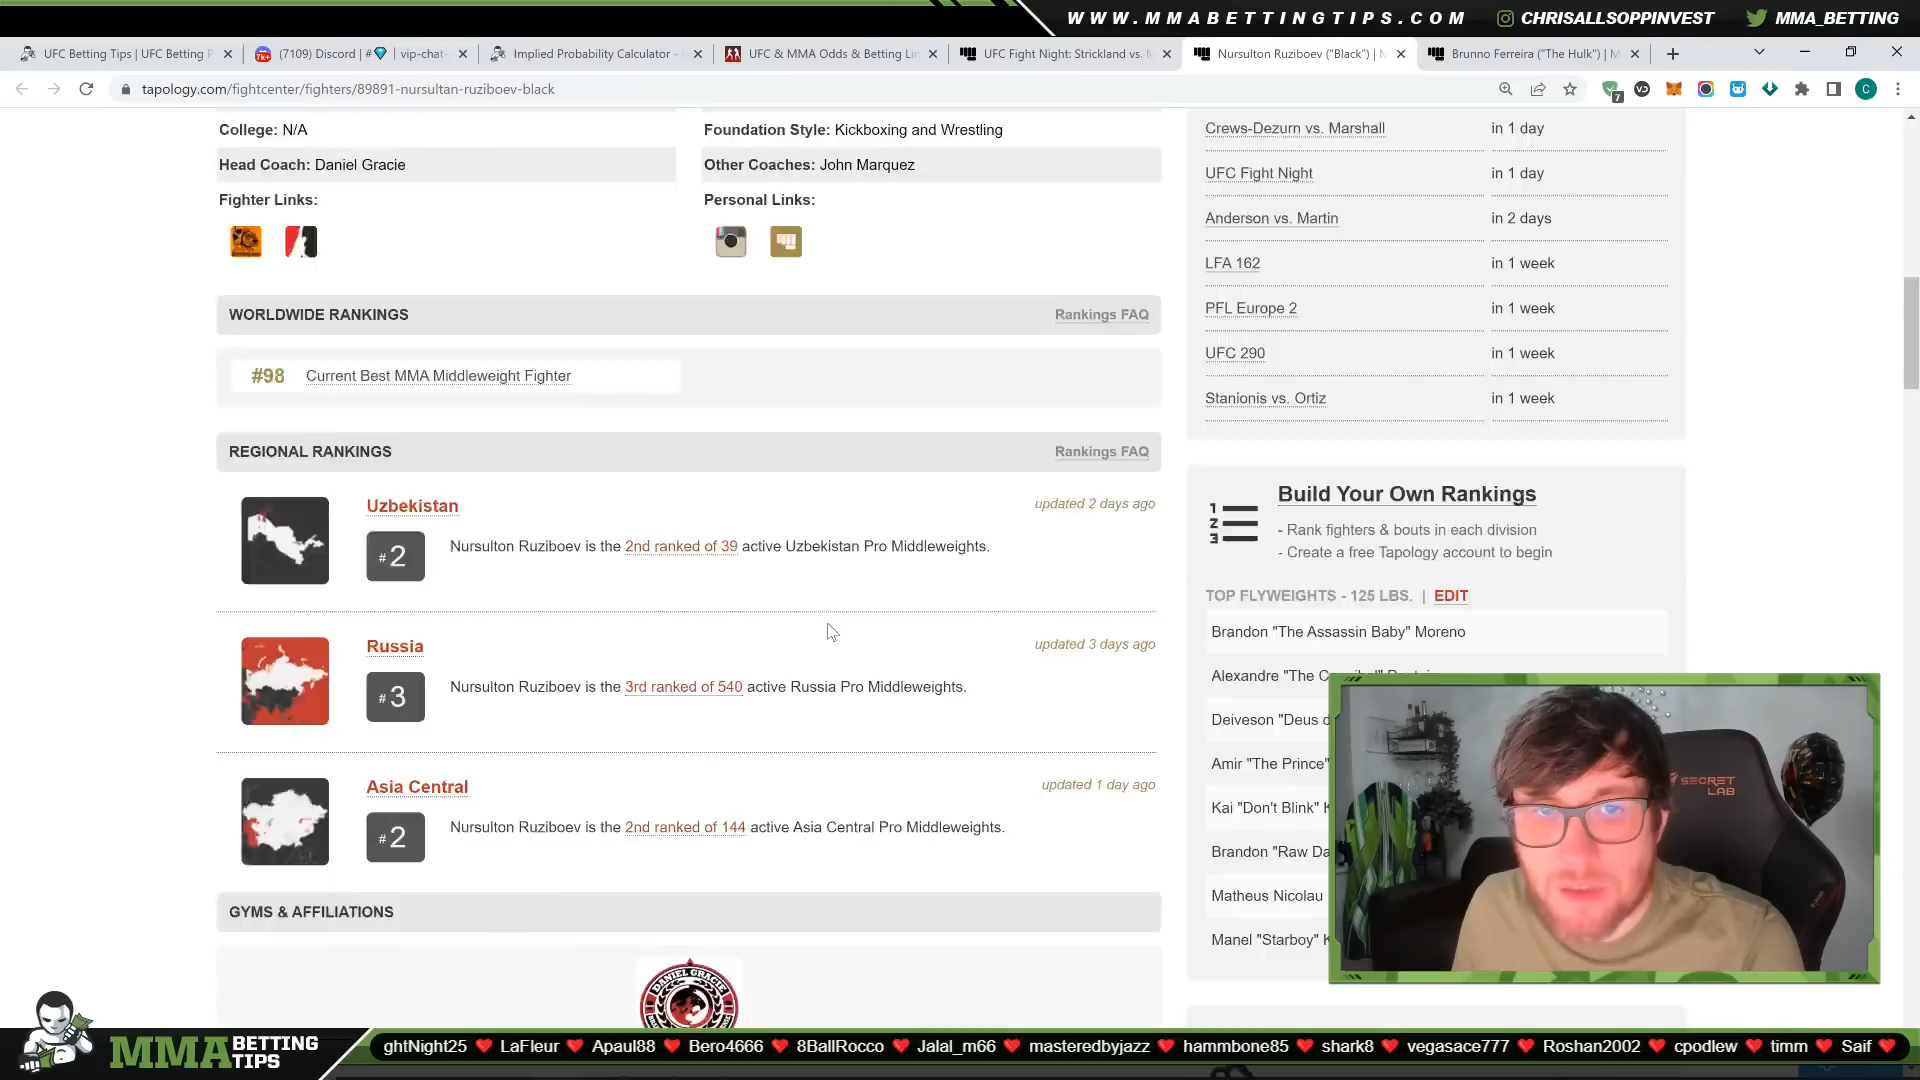 WWW.MMABETTINGTIPS.COM CHRISALLSOPPINVEST MMA_BETTING
UFC Betting Tips | UFC Betting P (7109) Discord | # vip-chat- Implied Probability Calculator - UFC & MMA Odds & Betting Lin UFC Fight Night: Strickland vs. M Nursulton Ruziboev ("Black") | M Brunno Ferreira ("The Hulk") | M
tapology.com/fightcenter/fighters/89891-nursultan-ruziboev-black
College: N/A
Foundation Style: Kickboxing and Wrestling
Head Coach: Daniel Gracie
Other Coaches: John Marquez
Fighter Links:
Personal Links:
WORLDWIDE RANKINGS
Rankings FAQ
#98 Current Best MMA Middleweight Fighter
REGIONAL RANKINGS
Rankings FAQ
Uzbekistan
updated 2 days ago
#2 Nursulton Ruziboev is the 2nd ranked of 39 active Uzbekistan Pro Middleweights.
Russia
updated 3 days ago
#3 Nursulton Ruziboev is the 3rd ranked of 540 active Russia Pro Middleweights.
Asia Central
updated 1 day ago
#2 Nursulton Ruziboev is the 2nd ranked of 144 active Asia Central Pro Middleweights.
GYMS & AFFILIATIONS
DANIEL GRACIE
Crews-Dezurn vs. Marshall in 1 day
UFC Fight Night in 1 day
Anderson vs. Martin in 2 days
LFA 162 in 1 week
PFL Europe 2 in 1 week
UFC 290 in 1 week
Stanionis vs. Ortiz in 1 week
1 2 3
Build Your Own Rankings
- Rank fighters & bouts in each division
- Create a free Tapology account to begin
TOP FLYWEIGHTS - 125 LBS. | EDIT
Brandon "The Assassin Baby" Moreno
Alexandre "The
Deiveson "Deus
Amir "The Prince"
Kai "Don't Blink"
Brandon "Raw
Matheus Nicolau
Manel "Starboy"
SECRET
LAB
MMA BETTING TIPS
ghtNight25 LaFleur Apaul88 Bero4666 8BallRocco Jalal_m66 masteredbyjazz hammbone85 shark8 vegasace777 Roshan2002 cpodlew timm Saif